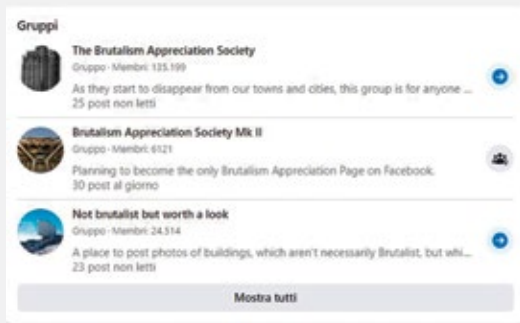 Gruppi
The Brutalism Appreciation Society
Gruppo · Membri: 135.199
As they start to disappear from our towns and cities, this group is for anyone ...
25 post non letti
Brutalism Appreciation Society Mk II
Gruppo · Membri: 6121
Planning to become the only Brutalism Appreciation Page on Facebook.
30 post al giorno
Not brutalist but worth a look
Gruppo · Membri: 24.514
A place to post photos of buildings, which aren't necessarily Brutalist, but whi...
23 post non letti
Mostra tutti